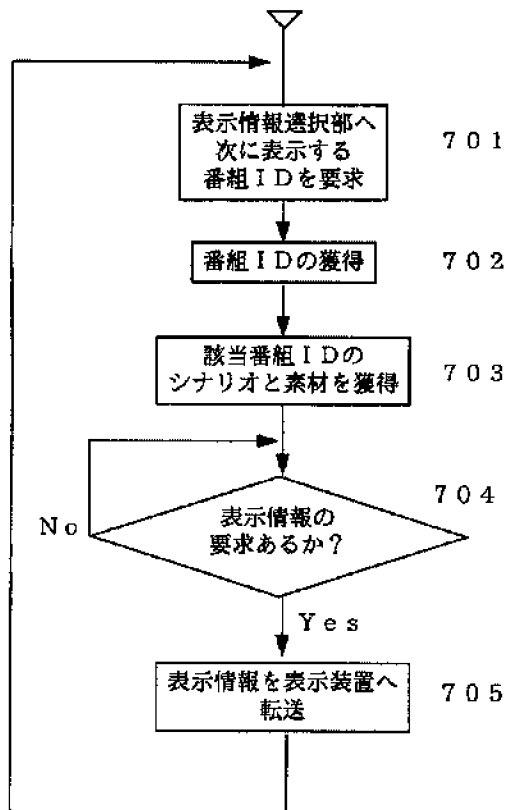 表示情報選択部へ
次に表示する
番組ＩＤを要求
７０１
番組ＩＤの獲得
７０２
該当番組ＩＤの
シナリオと素材を獲得
７０３
７０４
表示情報の
要求あるか？
Ｎｏ
Ｙｅｓ
表示情報を表示装置へ
転送
７０５